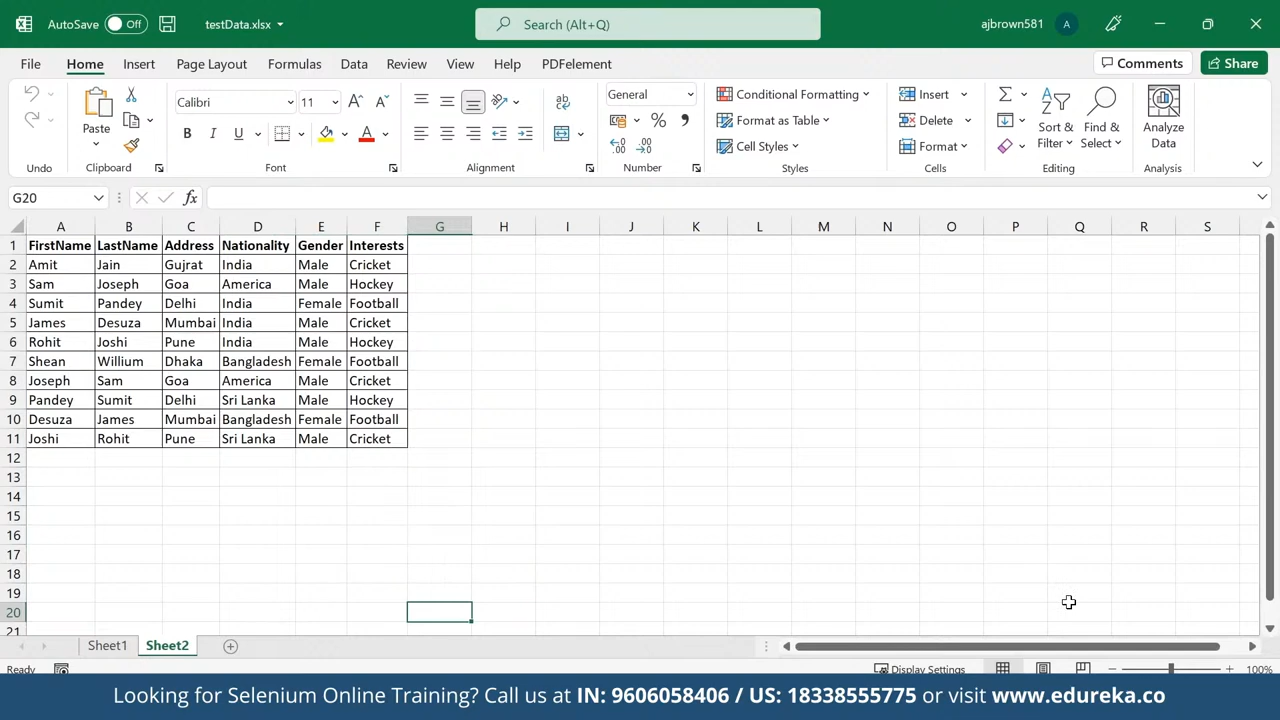 AutoSave Off testData.xlsx Search (Alt+Q) ajbrown581 A
File Home Insert Page Layout Formulas Data Review View Help PDFelement Comments Share
Calibri 11 General Conditional Formatting Insert
Paste Format as Table Delete Sort & Filter Find & Select Analyze Data
B I U % Cell Styles Format
Undo Clipboard Font Alignment Number Styles Cells Editing Analysis
G20 fx
A B C D E F G H I J K L M N O P Q R S
1 FirstName LastName Address Nationality Gender Interests
2 Amit Jain Gujrat India Male Cricket
3 Sam Joseph Goa America Male Hockey
4 Sumit Pandey Delhi India Female Football
5 James Desuza Mumbai India Male Cricket
6 Rohit Joshi Pune India Male Hockey
7 Shean Willium Dhaka Bangladesh Female Football
8 Joseph Sam Goa America Male Cricket
9 Pandey Sumit Delhi Sri Lanka Male Hockey
10 Desuza James Mumbai Bangladesh Female Football
11 Joshi Rohit Pune Sri Lanka Male Cricket
12
13
14
15
16
17
18
19
20
21
Sheet1 Sheet2
Ready Display Settings 100%
Looking for Selenium Online Training? Call us at IN: 9606058406 / US: 18338555775 or visit www.edureka.co